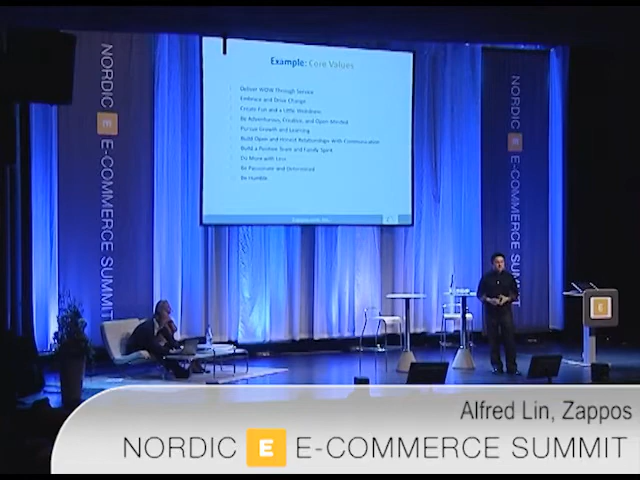 NORDIC E E-COMMERCE SUMMIT
Example: Core Values
Deliver WOW Through Service
Embrace and Drive Change
Create Fun and a Little Weirdness
Be Adventurous, Creative, and Open Minded
Pursue Growth and Learning
Build Open and Honest Relationships With Communication
Build a Positive Team and Family Spirit
Do More with Less
Be Passionate and Determined
Be Humble
NORDIC E E-COMMERCE SUMMIT
E
Alfred Lin, Zappos
NORDIC E E-COMMERCE SUMMIT